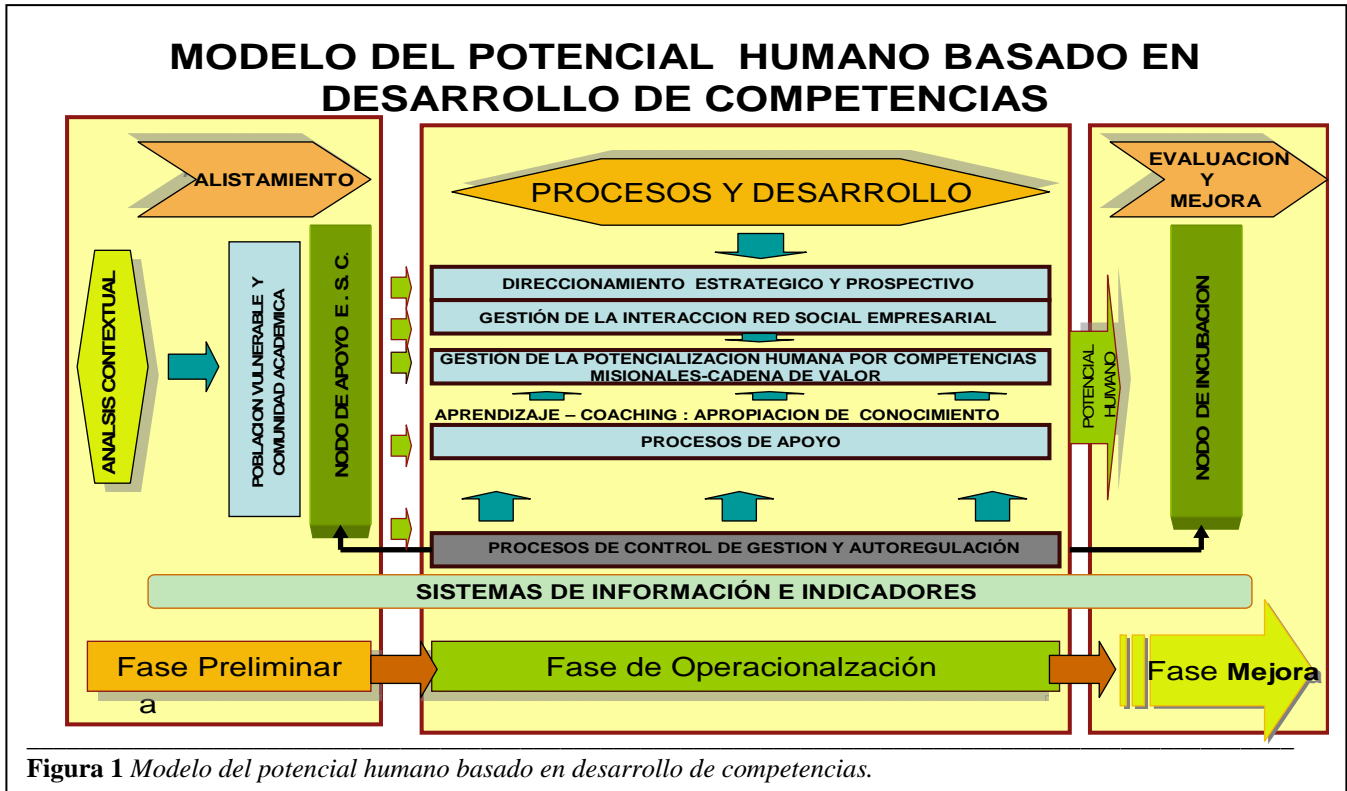 MODELO DEL POTENCIAL HUMANO BASADO EN
DESARROLLO DE COMPETENCIAS
ALISTAMIENTO
ANALSIS CONTEXTUAL
POBLACION VULNERABLE Y
COMUNIDAD ACADEMICA
NODO DE APOYO E. S. C.
PROCESOS Y DESARROLLO
DIRECCIONAMIENTO ESTRATEGICO Y PROSPECTIVO
GESTIÓN DE LA INTERACCION RED SOCIAL EMPRESARIAL
GESTIÓN DE LA POTENCIALIZACION HUMANA POR COMPETENCIAS
MISIONALES-CADENA DE VALOR
APRENDIZAJE – COACHING : APROPIACION DE CONOCIMIENTO
PROCESOS DE APOYO
PROCESOS DE CONTROL DE GESTION Y AUTOREGULACIÓN
POTENCIAL
HUMANO
EVALUACION
Y
MEJORA
NODO DE INCUBACION
SISTEMAS DE INFORMACIÓN E INDICADORES
Fase Preliminar
a
Fase de Operacionalzación
Fase Mejora
Figura 1 Modelo del potencial humano basado en desarrollo de competencias.